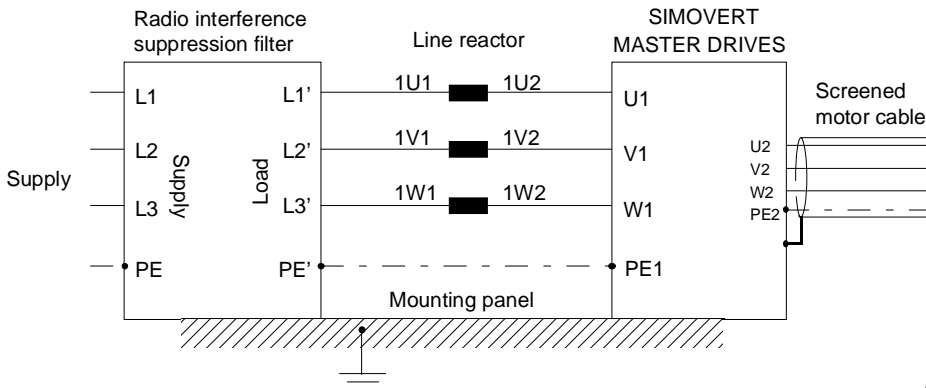 Radio interference
suppression filter
Line reactor
SIMOVERT
MASTER DRIVES
Screened
motor cable
L1
L1’
1U1
1U2
U1
L2
L2’
1V1
1V2
V1
U2
V2
W2
PE2
Supply
Supply
Load
L3
L3’
1W1
1W2
W1
PE
PE’
PE1
Mounting panel